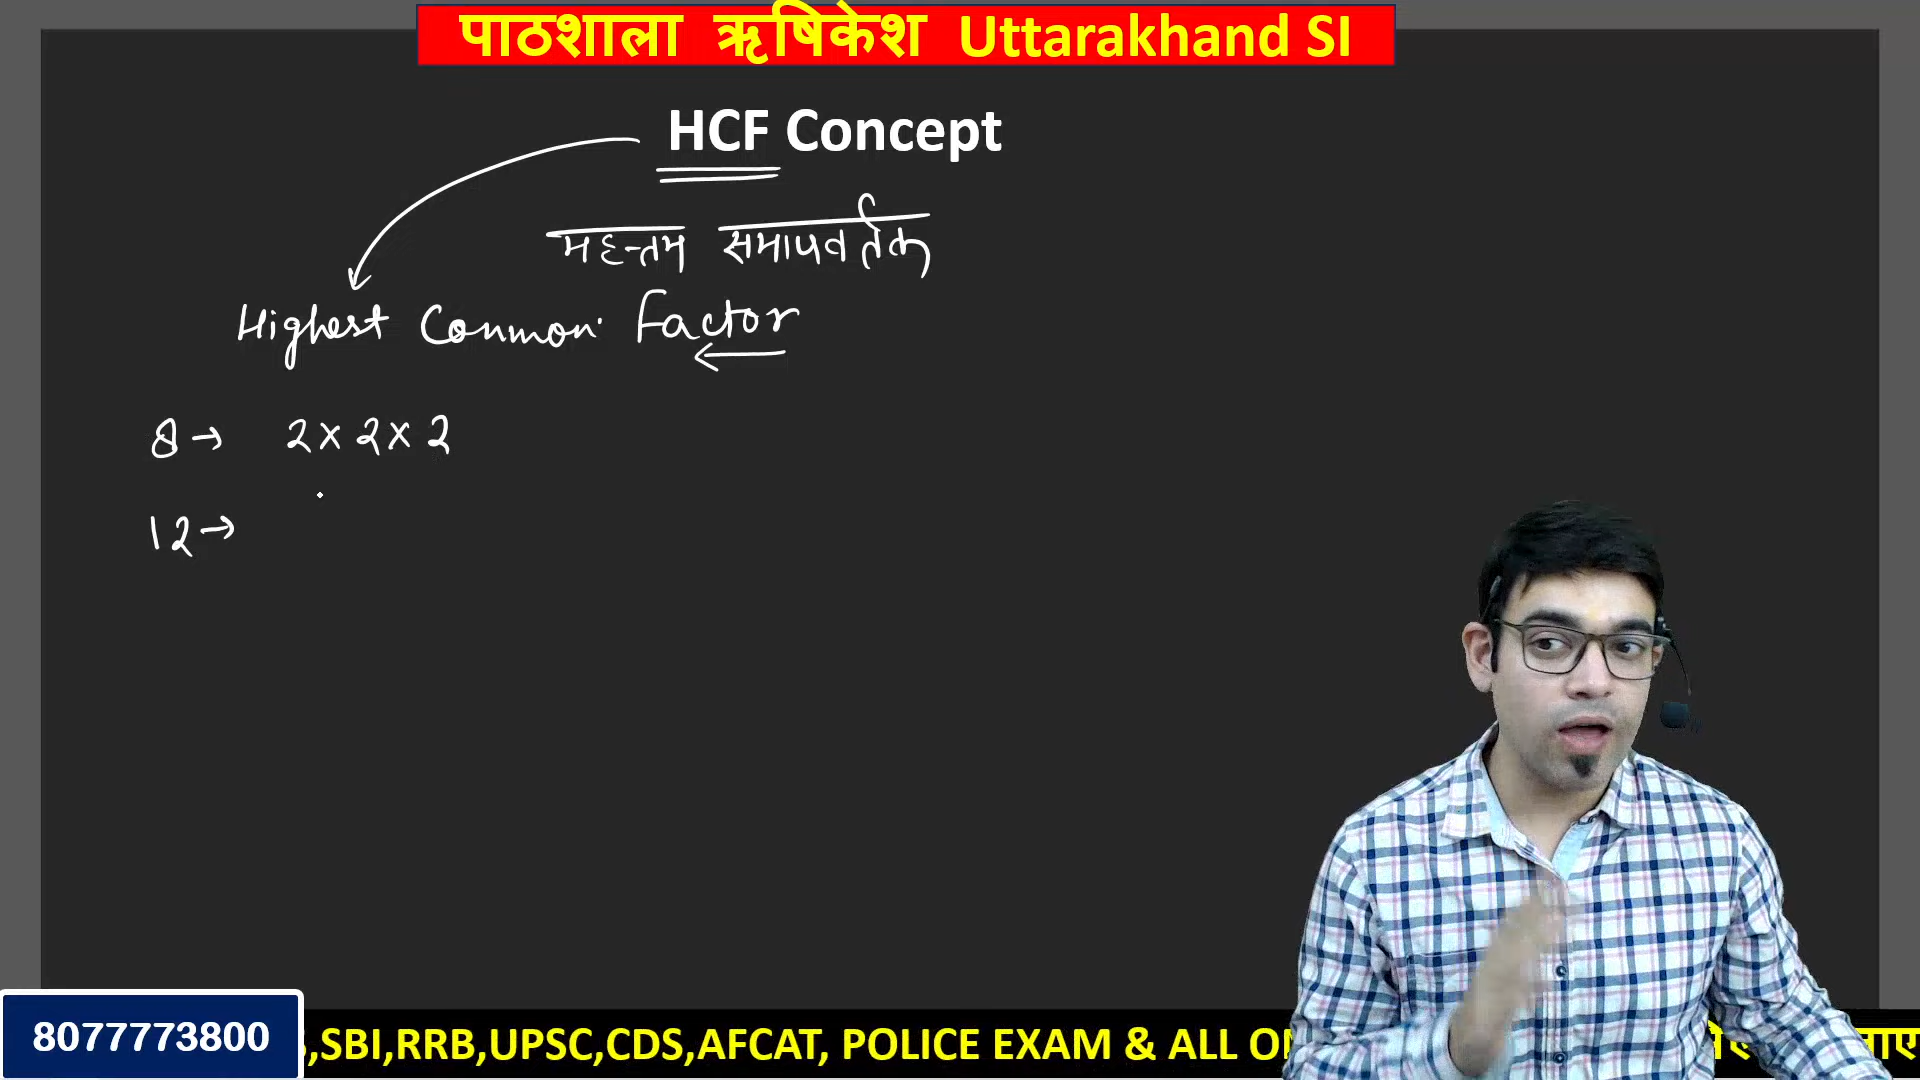 पाठशाला ऋषिकेश Uttarakhand SI
HCF Concept
महत्तम समापवर्तक
Highest Common Factor
8→ 2×2×2
12→
8077773800
,SBI,RRB,UPSC,CDS,AFCAT, POLICE EXAM & ALL